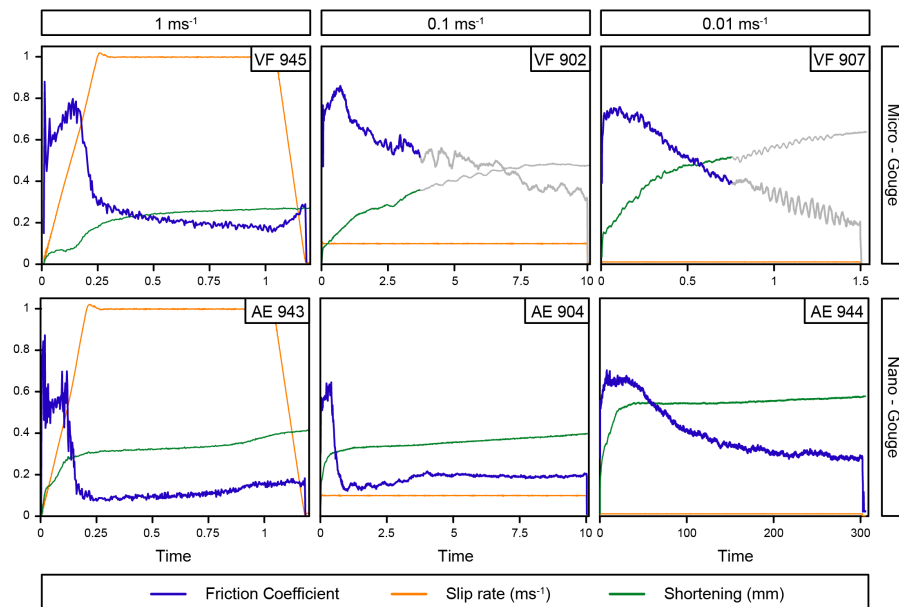 1 ms⁻¹ 0.1 ms⁻¹ 0.01 ms⁻¹
VF 945 VF 902 VF 907
1
0.8
0.6
0.4
0.2
0
0 0.25 0.5 0.75 1
0 2.5 5 7.5 10
0 0.5 1 1.5
Micro - Gouge
AE 943 AE 904 AE 944
1
0.8
0.6
0.4
0.2
0
0 0.25 0.5 0.75 1
0 2.5 5 7.5 10
0 100 200 300
Nano - Gouge
Time Time Time
Friction Coefficient Slip rate (ms⁻¹) Shortening (mm)